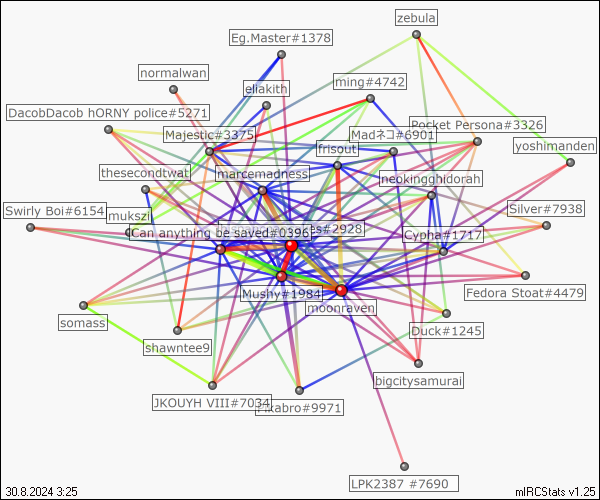 zebula
Eg.Master#1378
normalwan
ming#4742
eliakith
DacobDacob hORNY police#5271
Pocket Persona#3326
Majestic#3375
Madネコ#6901
frisout
yoshimanden
thesecondtwat
marcemadness
neokinghidorah
Swirly Boi#6154
mukszi
Silver#7938
es#2928
Can anything be saved#0396
Cypha#1717
Mushy#1984
Fedora Stoat#4479
moonraven
somass
Duck#1245
shawntee9
bigcitysamurai
JKOUYH VIII#7034
Pikabro#9971
LPK2387 #7690
30.8.2024 3:25
mIRCStats v1.25